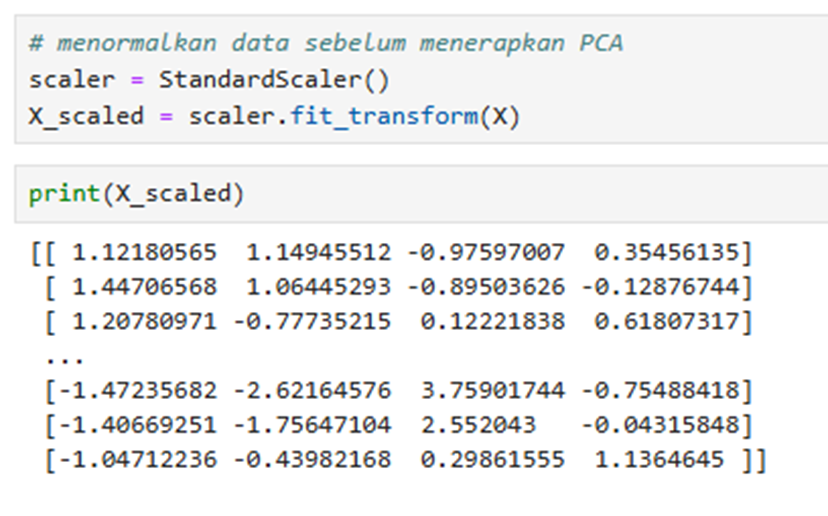 # menormalkan data sebelum menerapkan PCA
scaler = StandardScaler()
X_scaled = scaler.fit_transform(X)
print(X_scaled)
[[ 1.12180565  1.14945512 -0.97597007  0.35456135]
 [ 1.44706568  1.06445293 -0.89503626 -0.12876744]
 [ 1.20780971 -0.77735215  0.12221838  0.61807317]
 ...
 [-1.47235682 -2.62164576  3.75901744 -0.75488418]
 [-1.40669251 -1.75647104  2.552043   -0.04315848]
 [-1.04712236 -0.43982168  0.29861555  1.1364645 ]]